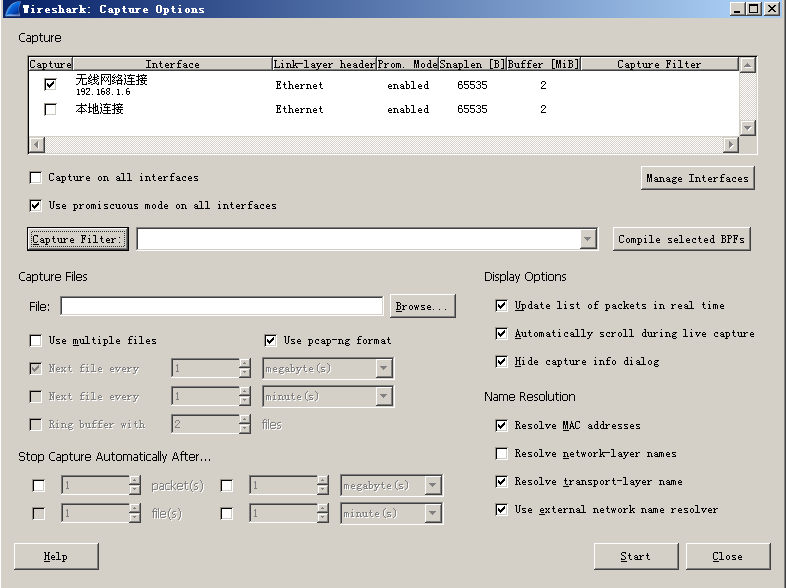 Wireshark: Capture Options
Capture
Capture Interface Link-layer header Prom. Mode Snaplen [B] Buffer [MiB] Capture Filter
无线网络连接 Ethernet enabled 65535 2
192.168.1.6
本地连接 Ethernet enabled 65535 2
Capture on all interfaces
Manage Interfaces
Use promiscuous mode on all interfaces
Capture Filter: Compile selected BPFs
Capture Files Display Options
File: Browse... Update list of packets in real time
Automatically scroll during live capture
Use multiple files Use pcap-ng format
Hide capture info dialog
Next file every 1 megabyte(s)
Next file every 1 minute(s) Name Resolution
Ring buffer with 2 files Resolve MAC addresses
Stop Capture Automatically After... Resolve network-layer names
1 packet(s) 1 megabyte(s) Resolve transport-layer name
1 file(s) 1 minute(s) Use external network name resolver
Help Start Close